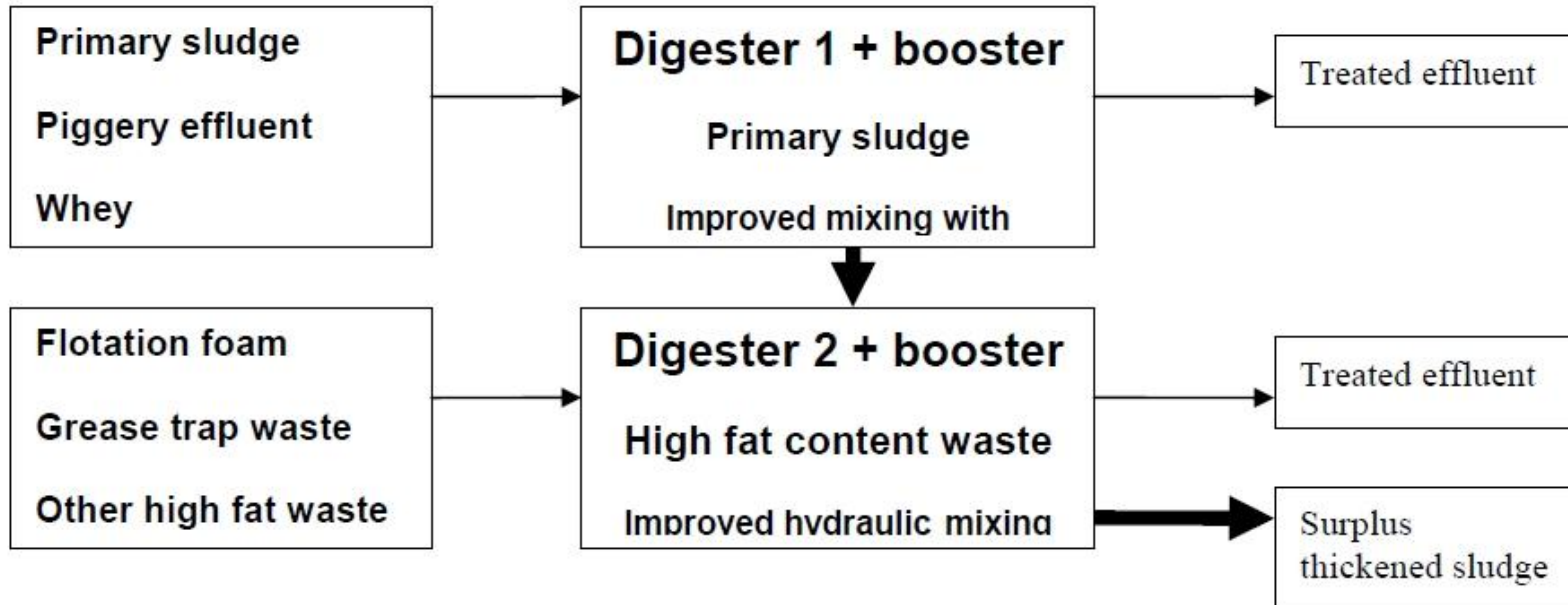 Primary sludge
Piggery effluent
Whey
Digester 1 + booster
Primary sludge
Improved mixing with
Treated effluent
Flotation foam
Grease trap waste
Other high fat waste
Digester 2 + booster
High fat content waste
Improved hydraulic mixing
Treated effluent
Surplus
thickened sludge